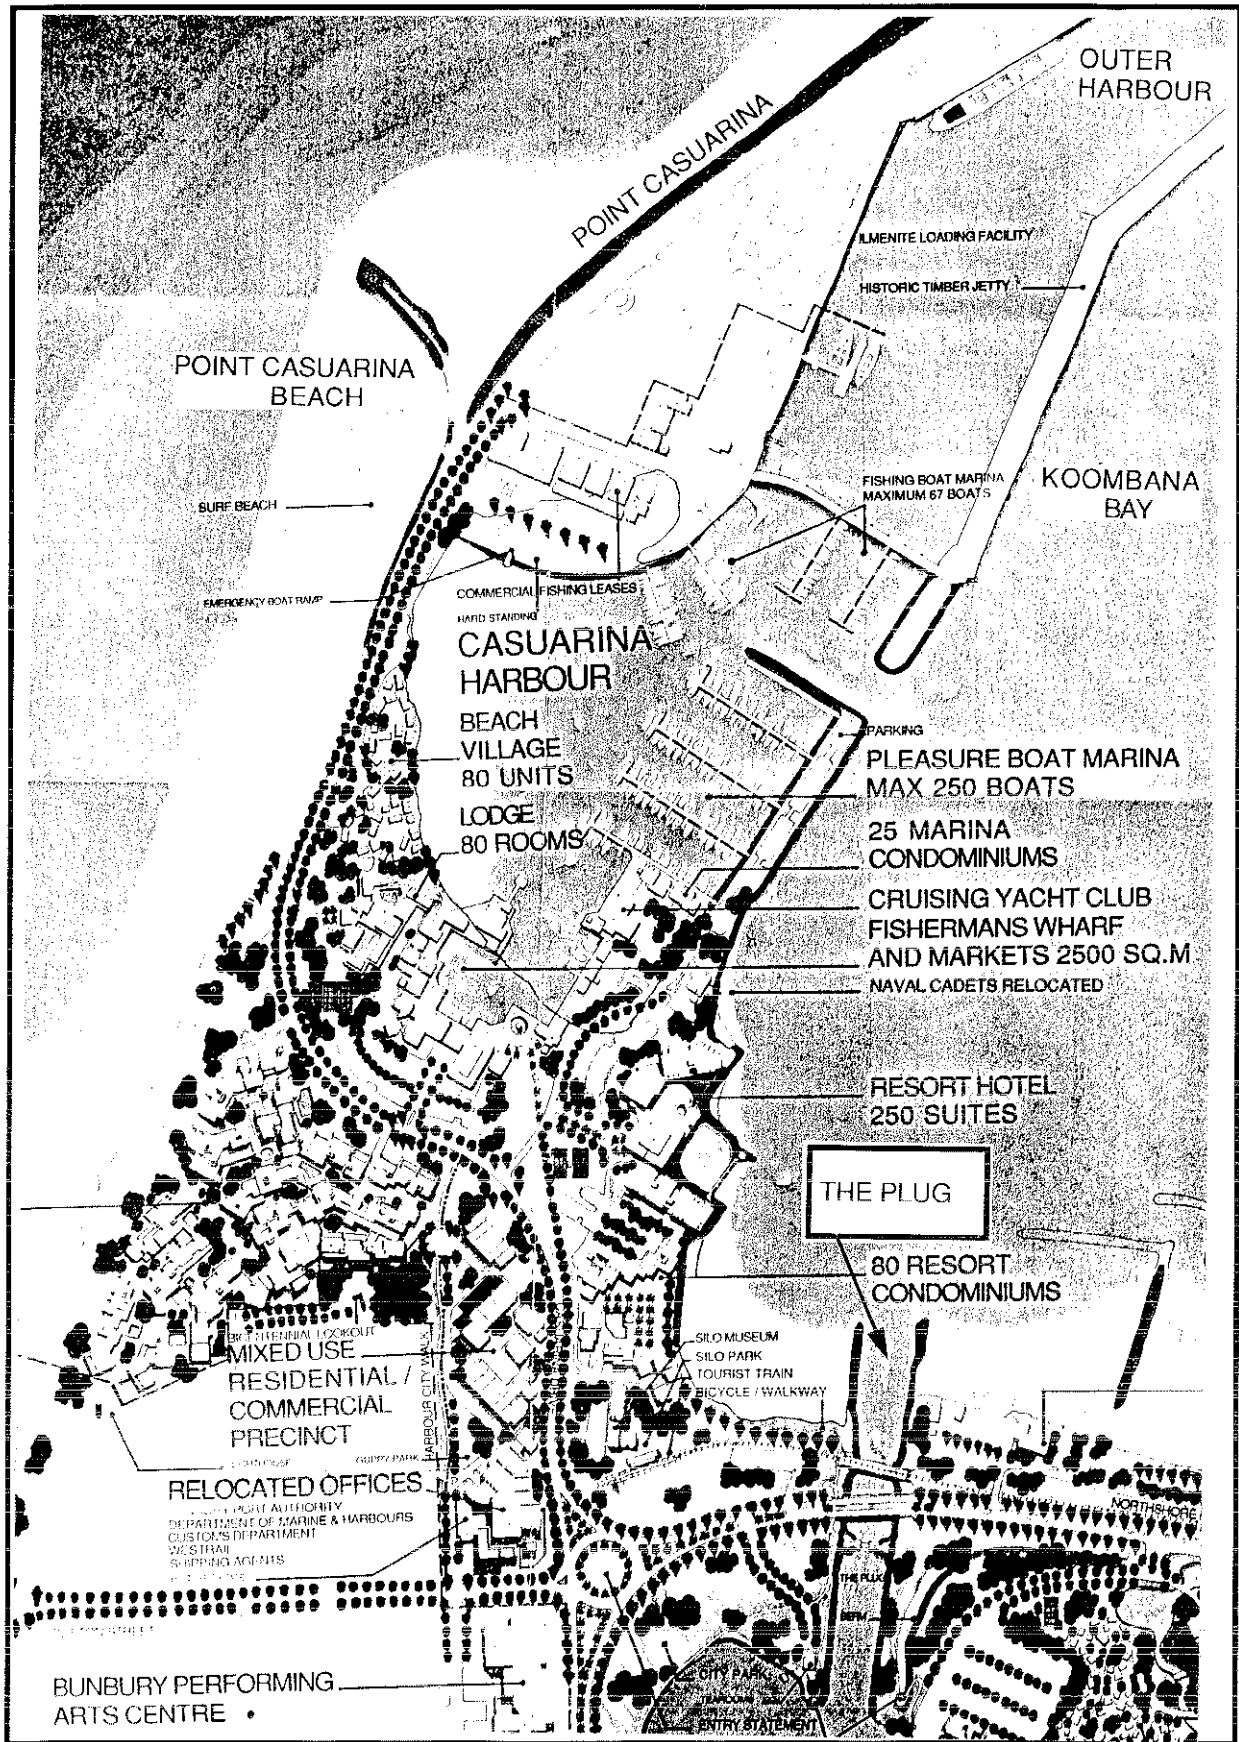 OUTER
HARBOUR
POINT CASUARINA
ILMENITE LOADING FACILITY
HISTORIC TIMBER JETTY
POINT CASUARINA
BEACH
FISHING BOAT MARINA
MAXIMUM 67 BOATS
KOOMBANA
BAY
SURF BEACH
EMERGENCY BOAT RAMP
COMMERCIAL FISHING LEASES
HARD STANDING
CASUARINA
HARBOUR
BEACH
VILLAGE
80 UNITS
LODGE
80 ROOMS
PARKING
PLEASURE BOAT MARINA
MAX 250 BOATS
25 MARINA
CONDOMINIUMS
CRUISING YACHT CLUB
FISHERMANS WHARF
AND MARKETS 2500 SQ.M
NAVAL CADETS RELOCATED
RESORT HOTEL
250 SUITES
THE PLUG
80 RESORT
CONDOMINIUMS
SILO MUSEUM
SILO PARK
TOURIST TRAIN
BICYCLE / WALKWAY
BICENTENNIAL LOOKOUT
MIXED USE
RESIDENTIAL /
COMMERCIAL
PRECINCT
HARBOUR CITY WALK
RELOCATED OFFICES
PORT AUTHORITY
DEPARTMENT OF MARINE & HARBOURS
CUSTOMS DEPARTMENT
WESTRAIL
SHIPPING AGENTS
NORTHSHORE
THE PLUG
BERM
CITY PARK
ENTRY STATEMENT
BUNBURY PERFORMING
ARTS CENTRE